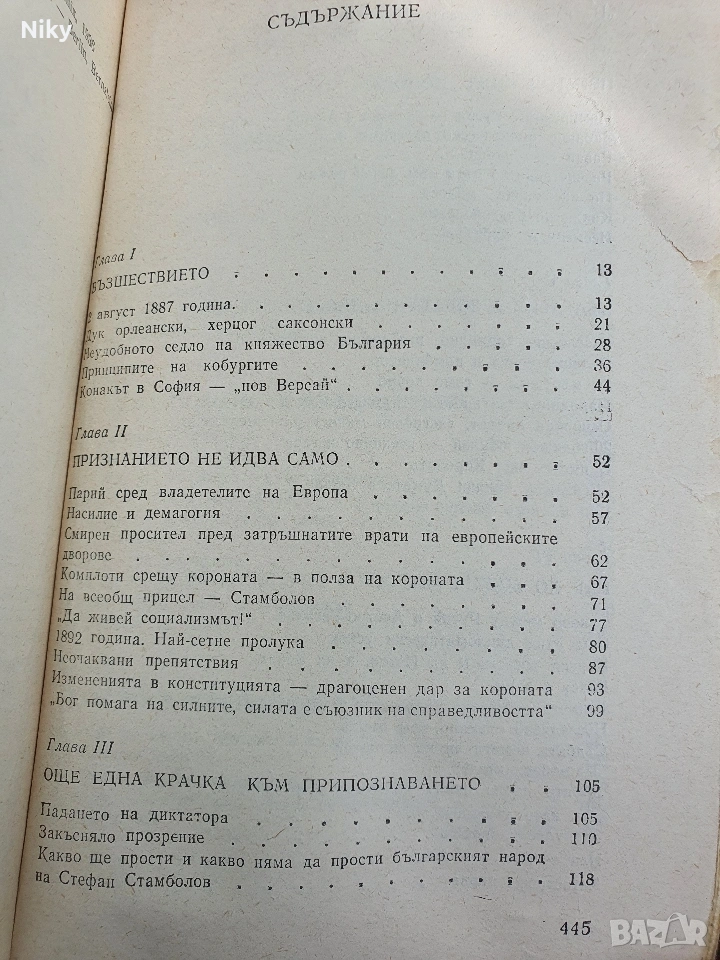 Niky
1909
СЪДЪРЖАНИЕ
Глава I
ВЪЗШЕСТВИЕТО . . . . . . . . . . . . 13
2 август 1887 година. . . . . . . . . . . . 13
Дук орлеански, херцог саксонски . . . . . . . 21
Неудобното седло на княжество България . . . . 28
Принципите на кобургите . . . . . . . . 36
Конакът в София — „нов Версай“ . . . . . . . 44
Глава II
ПРИЗНАНИЕТО НЕ ИДВА САМО . . . . . . . 52
Парий сред владетелите на Европа . . . . . . 52
Насилие и демагогия . . . . . . . . . . 57
Смирен просител пред затръшнатите врати на европейските
дворове . . . . . . . . . . . . . 62
Комплоти срещу короната — в полза на короната . . . 67
На всеобщ прицел — Стамболов . . . . . . . 71
„Да живей социализмът!“ . . . . . . . . . 77
1892 година. Най-сетне пролука . . . . . . . 80
Неочаквани препятствия . . . . . . . . . 87
Измененията в конституцията — драгоценен дар за короната 93
„Бог помага на силните, силата е съюзник на справедливостта“ 99
Глава III
ОЩЕ ЕДНА КРАЧКА КЪМ ПРИПОЗНАВАНЕТО . . 105
Падането на диктатора . . . . . . . . . 105
Закъсняло прозрение . . . . . . . . . . 110
Какво ще прости и какво няма да прости българският народ
на Стефан Стамболов . . . . . . . . . . 118
445
BAZAR